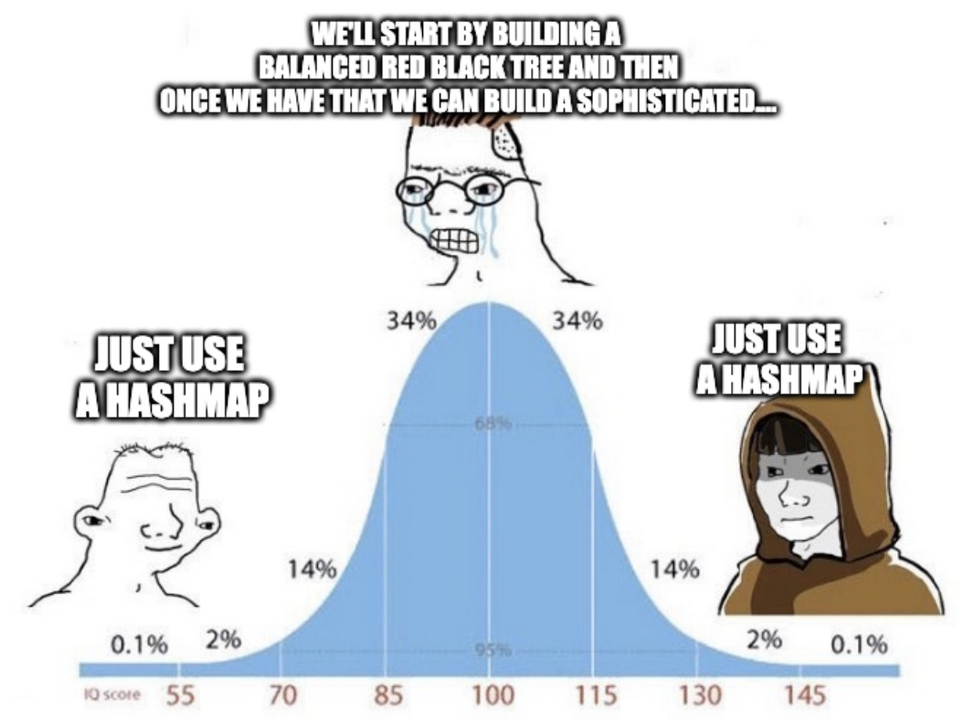 WE'LL START BY BUILDING A
BALANCED RED BLACK TREE AND THEN
ONCE WE HAVE THAT WE CAN BUILD A SOPHISTICATED....
34% 34%
JUST USE
A HASHMAP
JUST USE
A HASHMAP
68%
14% 14%
0.1% 2% 95% 2% 0.1%
IQ score 55 70 85 100 115 130 145